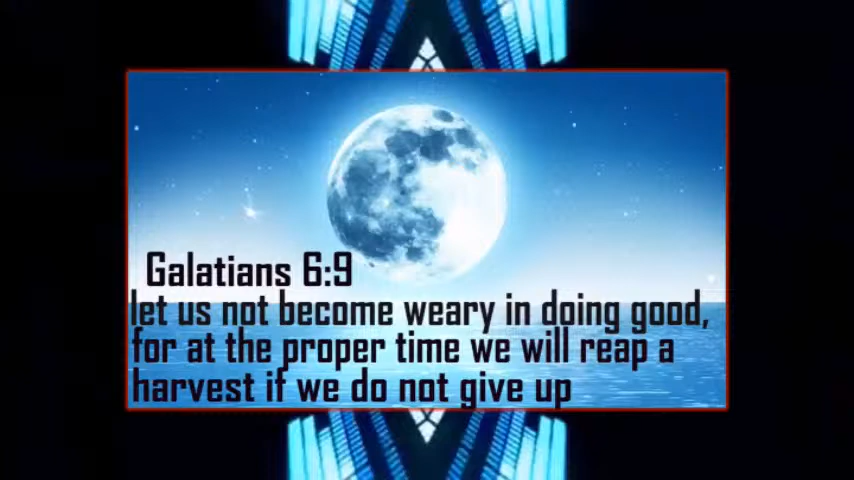 Galatians 6:9
let us not become weary in doing good,
for at the proper time we will reap a
harvest if we do not give up